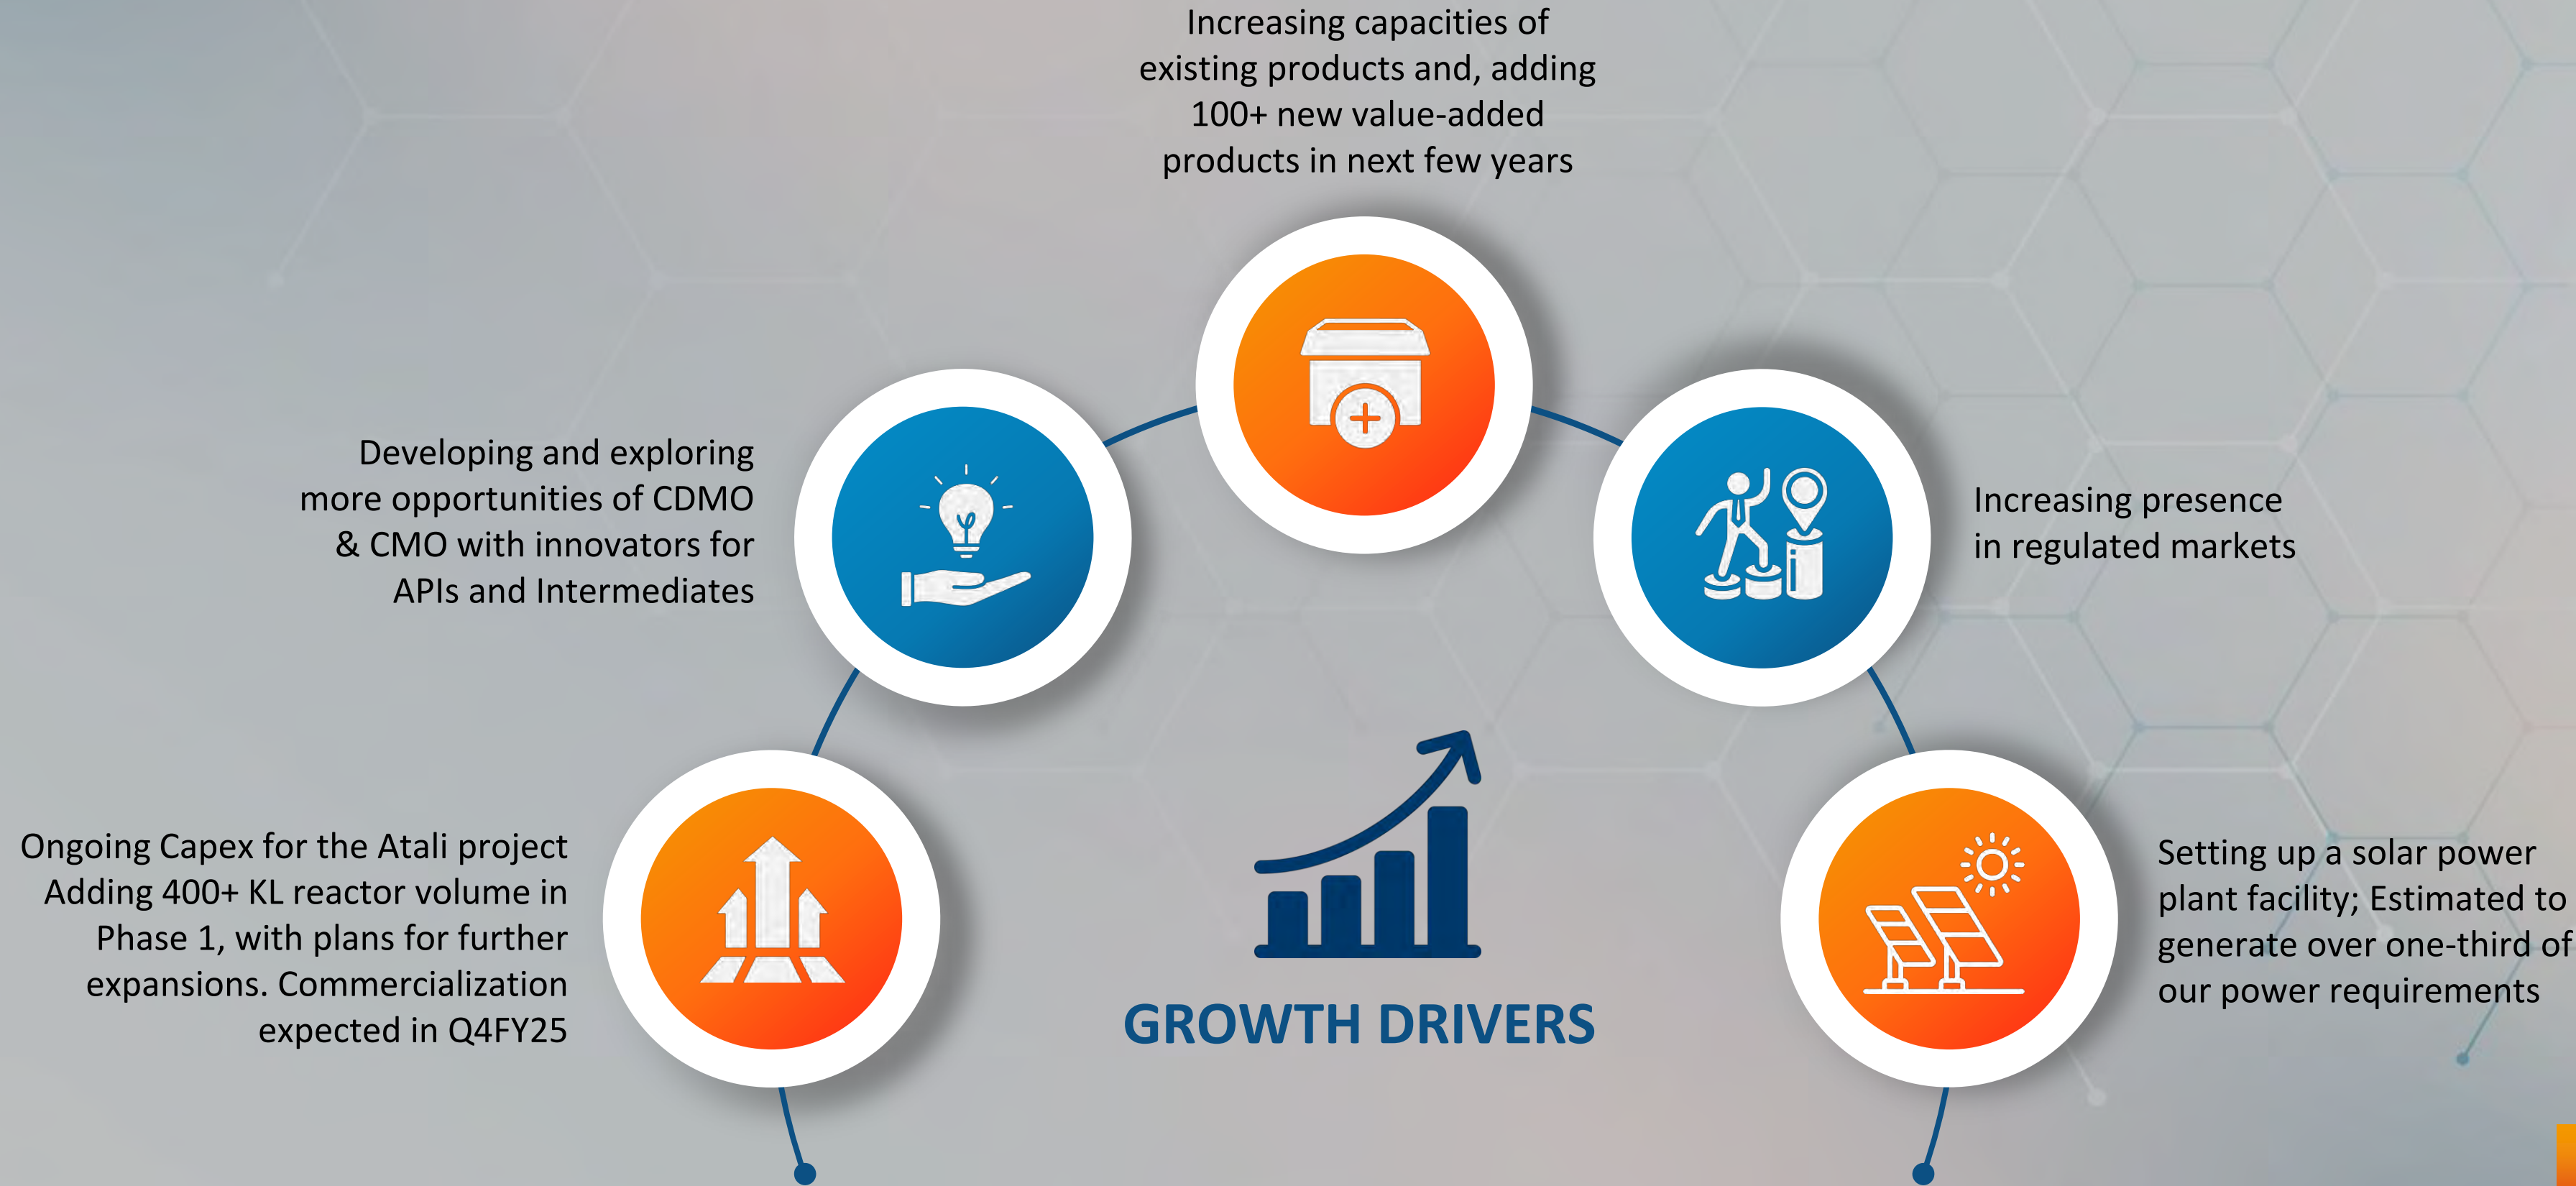 Increasing capacities of
existing products and, adding
100+ new value-added
products in next few years
Developing and exploring
more opportunities of CDMO
& CMO with innovators for
APIs and Intermediates
Increasing presence
in regulated markets
Ongoing Capex for the Atali project
Adding 400+ KL reactor volume in
Phase 1, with plans for further
expansions. Commercialization
expected in Q4FY25
Setting up a solar power
plant facility; Estimated to
generate over one-third of
our power requirements
GROWTH DRIVERS